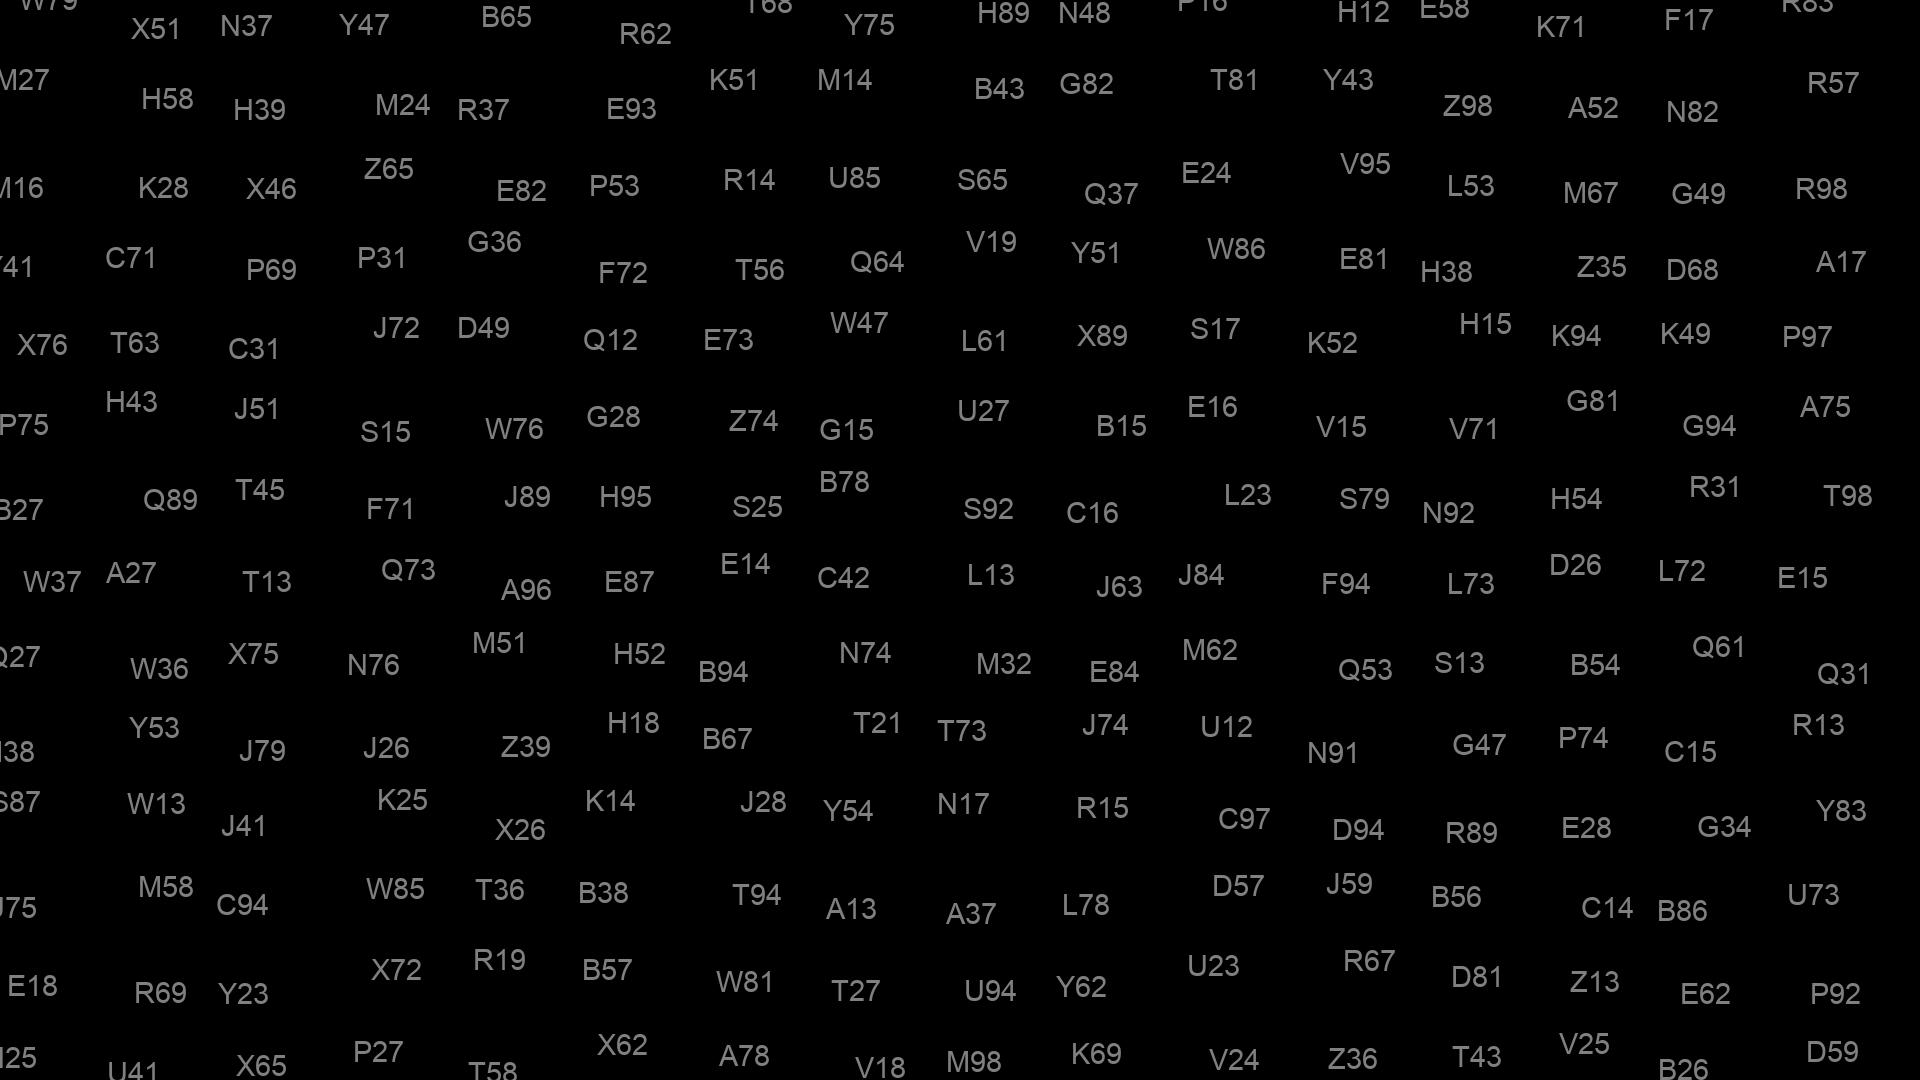 W79 X51 N37 Y47 B65 R62 T68 Y75 H89 N48 P16 H12 E58 K71 F17 R83
M27 H58 H39 M24 R37 E93 K51 M14 B43 G82 T81 Y43 Z98 A52 N82 R57
M16 K28 X46 Z65 E82 P53 R14 U85 S65 Q37 E24 V95 L53 M67 G49 R98
C71 P69 P31 G36 F72 T56 Q64 V19 Y51 W86 E81 H38 Z35 D68 A17
X76 T63 C31 J72 D49 Q12 E73 W47 L61 X89 S17 K52 H15 K94 K49 P97
P75 H43 J51 S15 W76 G28 Z74 G15 U27 B15 E16 V15 V71 G81 G94 A75
B27 Q89 T45 F71 J89 H95 S25 B78 S92 C16 L23 S79 N92 H54 R31 T98
W37 A27 T13 Q73 A96 E87 E14 C42 L13 J63 J84 F94 L73 D26 L72 E15
Q27 W36 X75 N76 M51 H52 B94 N74 M32 E84 M62 Q53 S13 B54 Q61 Q31
Y53 J79 J26 Z39 H18 B67 T21 T73 J74 U12 N91 G47 P74 C15 R13
S87 W13 J41 K25 X26 K14 J28 Y54 N17 R15 C97 D94 R89 E28 G34 Y83
M58 C94 W85 T36 B38 T94 A13 A37 L78 D57 J59 B56 C14 B86 U73
E18 R69 Y23 X72 R19 B57 W81 T27 U94 Y62 U23 R67 D81 Z13 E62 P92
U41 X65 P27 T58 X62 A78 V18 M98 K69 V24 Z36 T43 V25 B26 D59